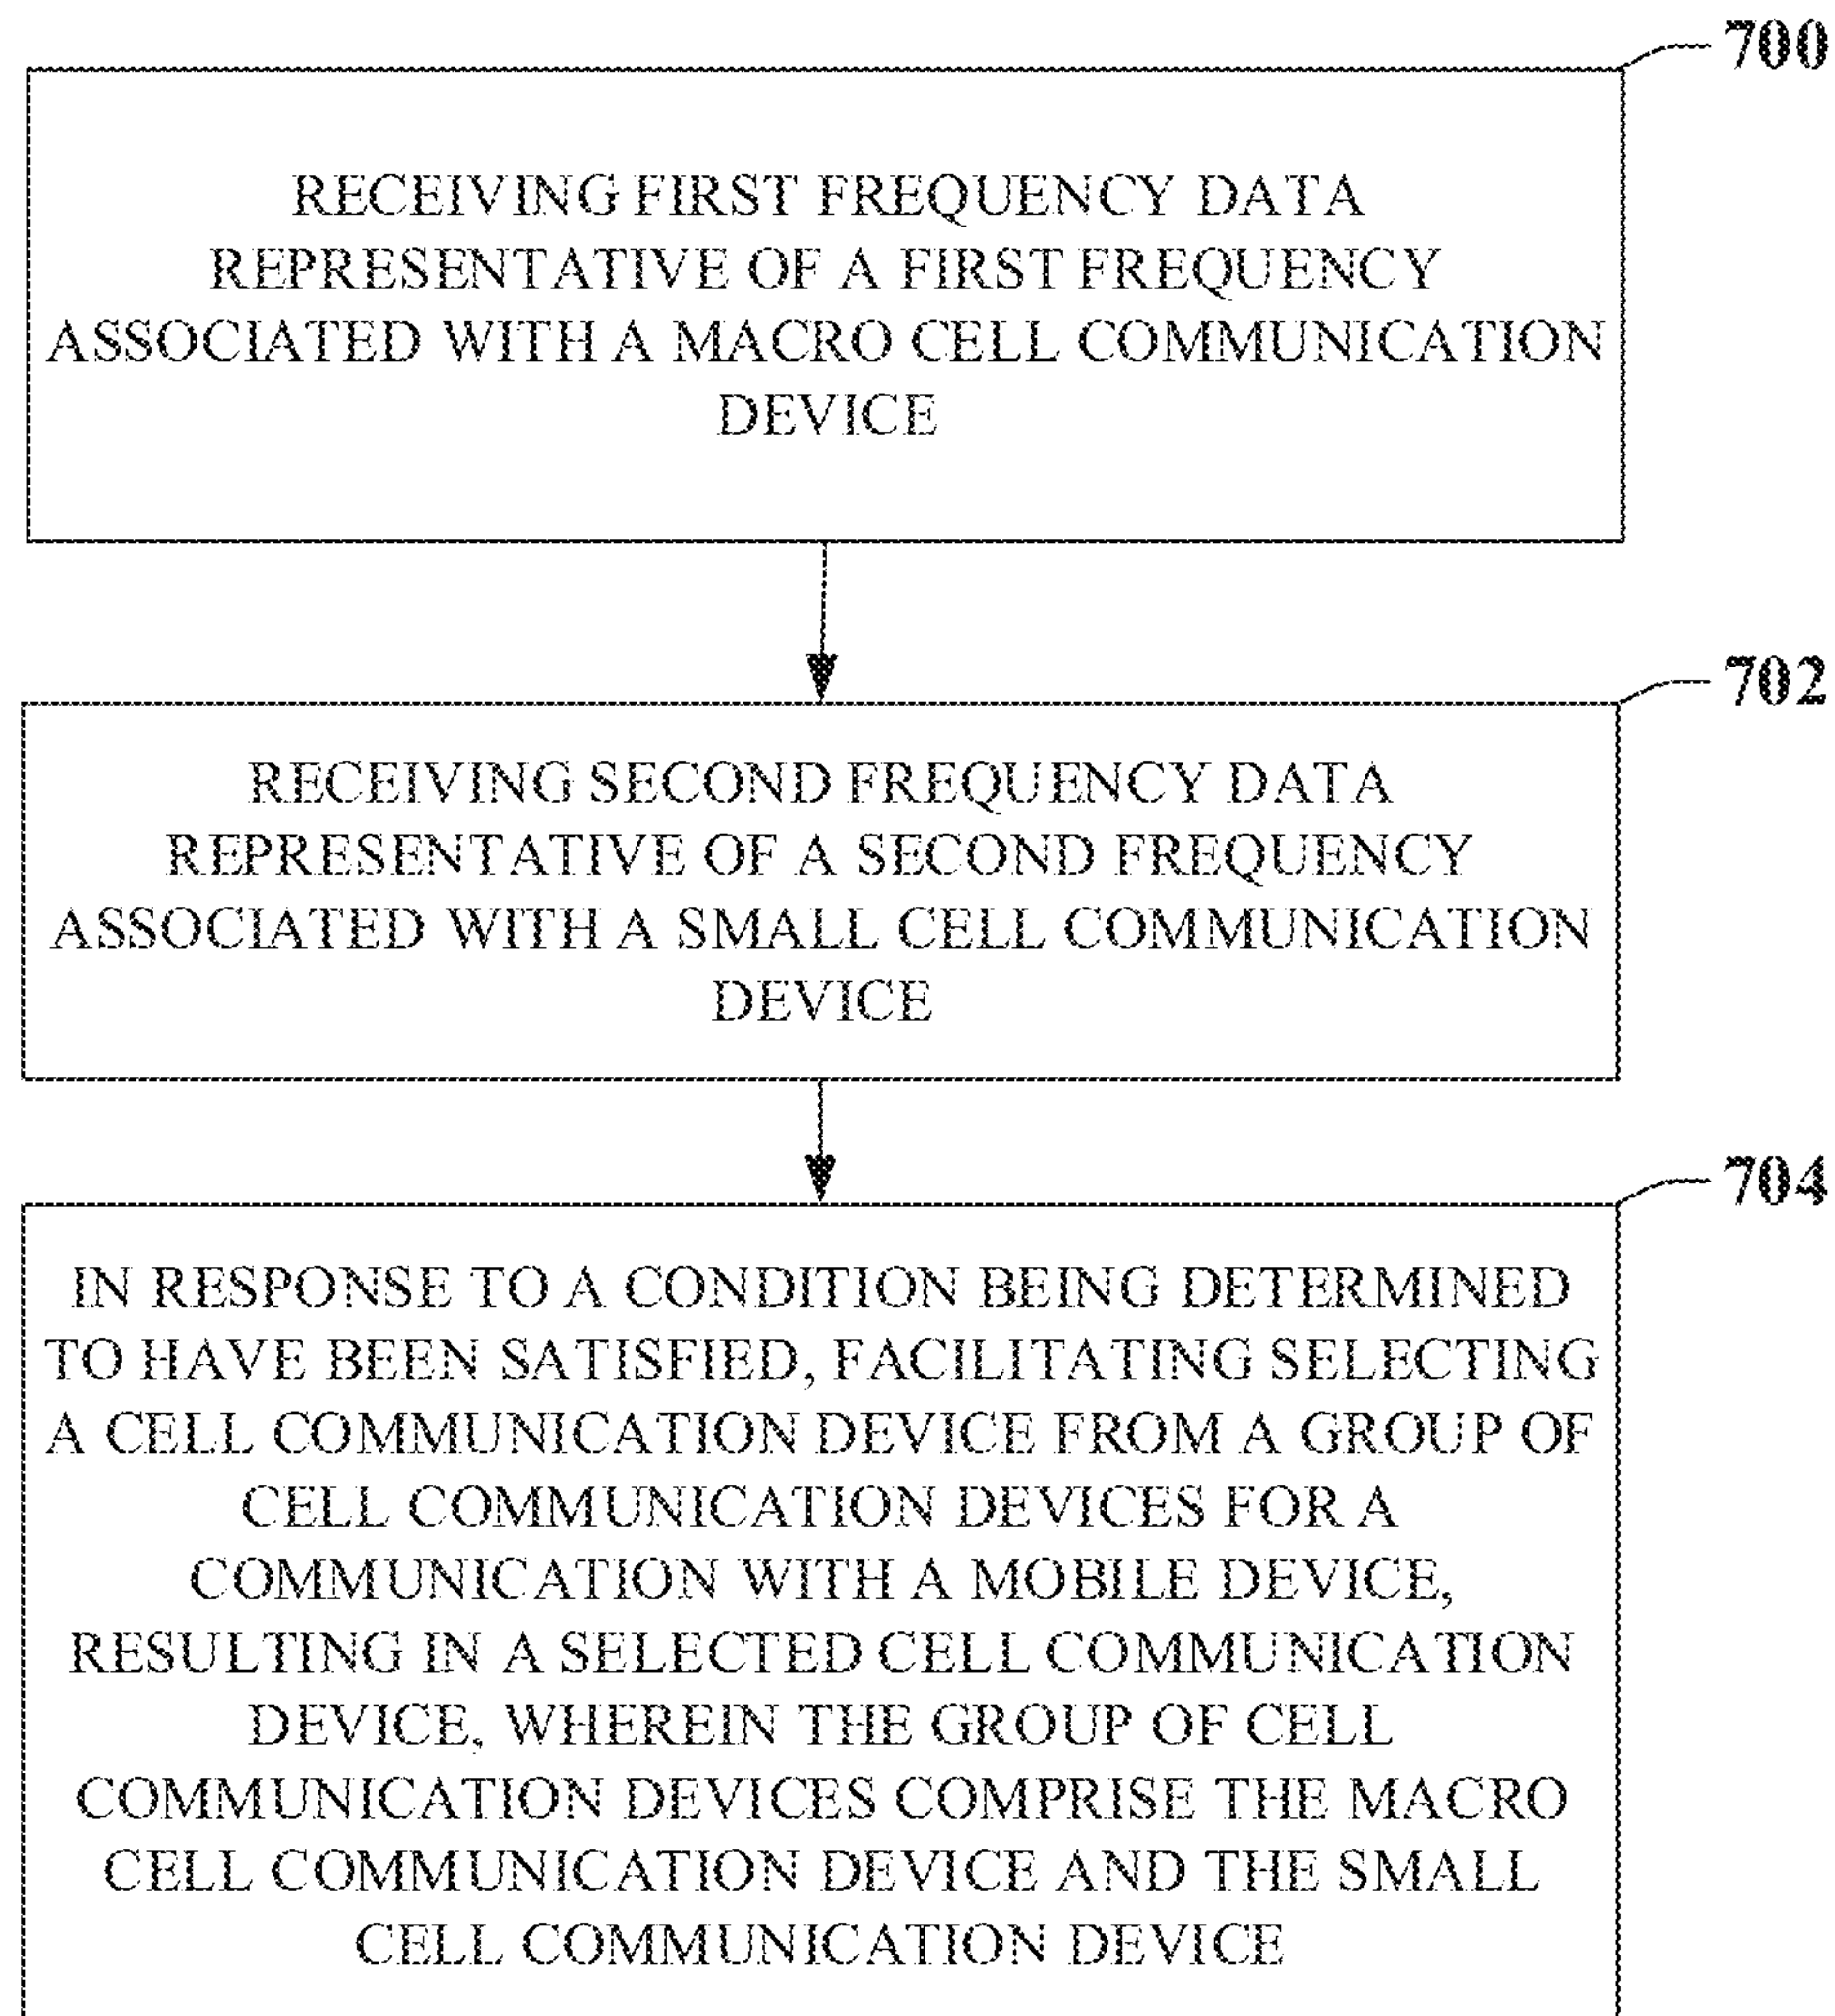 700
RECEIVING FIRST FREQUENCY DATA
REPRESENTATIVE OF A FIRST FREQUENCY
ASSOCIATED WITH A MACRO CELL COMMUNICATION
DEVICE
702
RECEIVING SECOND FREQUENCY DATA
REPRESENTATIVE OF A SECOND FREQUENCY
ASSOCIATED WITH A SMALL CELL COMMUNICATION
DEVICE
704
IN RESPONSE TO A CONDITION BEING DETERMINED
TO HAVE BEEN SATISFIED, FACILITATING SELECTING
A CELL COMMUNICATION DEVICE FROM A GROUP OF
CELL COMMUNICATION DEVICES FOR A
COMMUNICATION WITH A MOBILE DEVICE,
RESULTING IN A SELECTED CELL COMMUNICATION
DEVICE, WHEREIN THE GROUP OF CELL
COMMUNICATION DEVICES COMPRISE THE MACRO
CELL COMMUNICATION DEVICE AND THE SMALL
CELL COMMUNICATION DEVICE